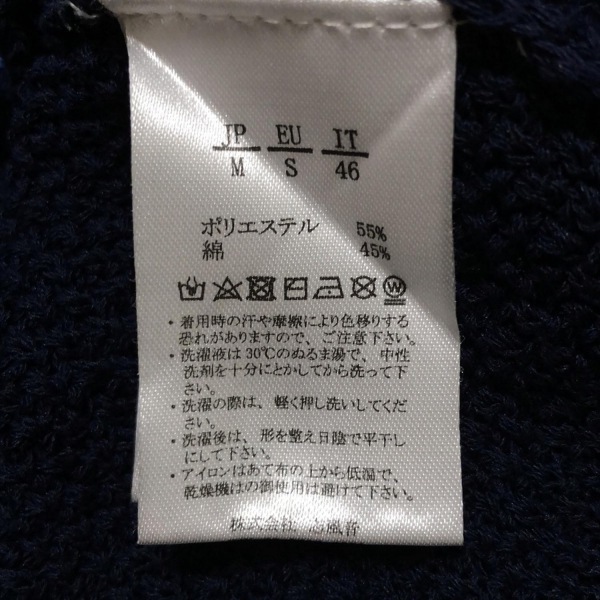 JP EU IT
M S 46
ポリエステル 55%
綿 45%
W
・着用時の汗や摩擦により色移りする
恐れがありますので、ご注意下さい。
・洗濯液は30℃のぬるま湯で、中性
洗剤を十分にとかしてから洗って下
さい。
・洗濯の際は、軽く押し洗いしてくだ
さい。
・洗濯後は、形を整え日陰で平干し
にして下さい。
・アイロンはあて布の上から低温で、
乾燥機はの御使用は避けて下さい。
株式会社